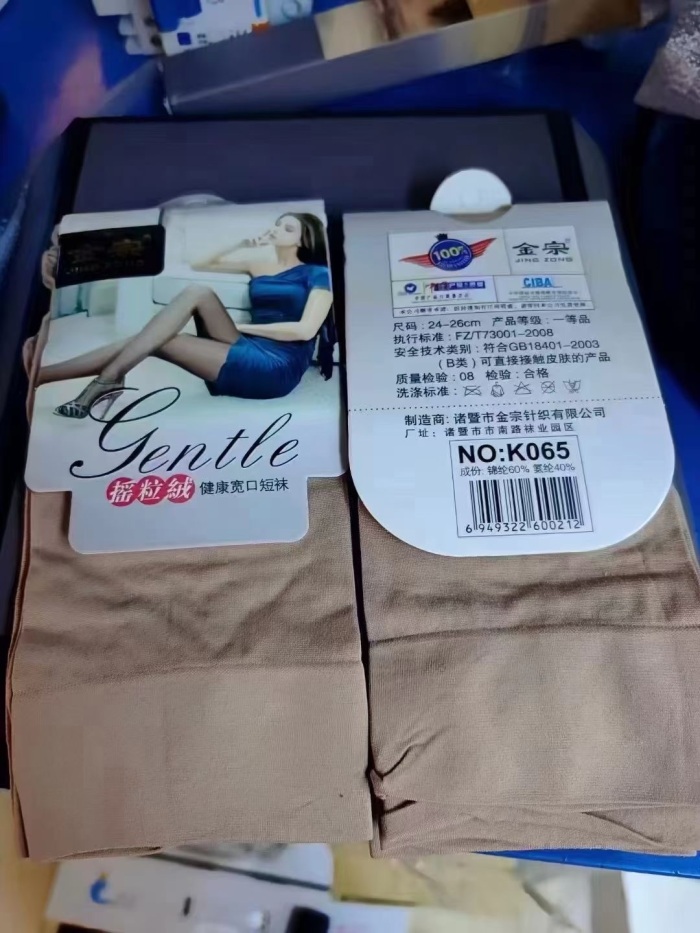 金宗
JING ZONG
Gentle
摇粒绒 健康宽口短袜
100%
金宗®
JING ZONG
CIBA
尺码：24-26cm 产品等级：一等品
执行标准：FZ/T73001-2008
安全技术类别：符合GB18401-2003
（B类）可直接接触皮肤的产品
质量检验：08 检验：合格
洗涤标准：
制造商：诸暨市金宗针织有限公司
厂址：诸暨市市南路袜业园区
NO:K065
成份：锦纶60% 氨纶40%
6 949322 600212